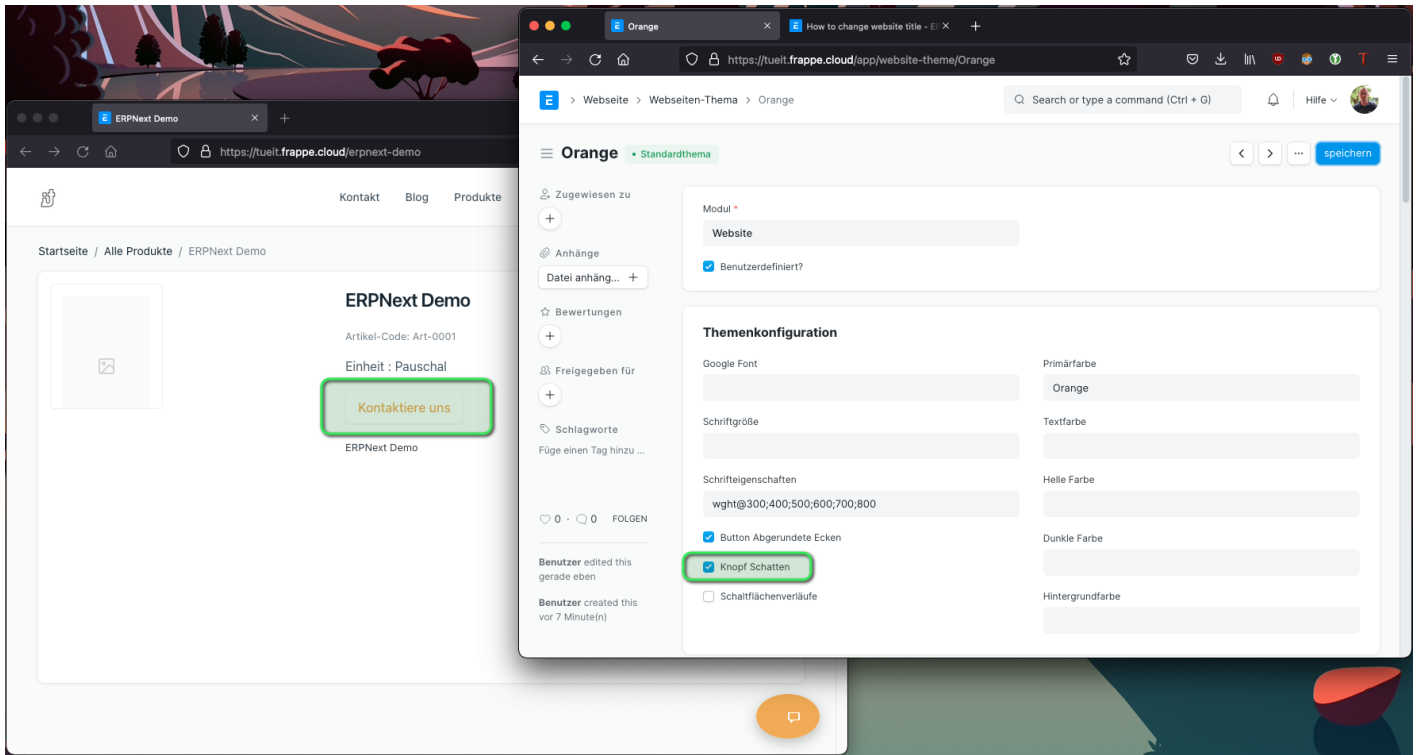 ERPNext Demo
https://tueit.frappe.cloud/erpnext-demo
Kontakt Blog Produkte
Startseite / Alle Produkte / ERPNext Demo
ERPNext Demo
Artikel-Code: Art-0001
Einheit : Pauschal
Kontaktiere uns
ERPNext Demo
Orange
How to change website title - ER
https://tueit.frappe.cloud/app/website-theme/Orange
Webseite > Webseiten-Thema > Orange
Search or type a command (Ctrl + G)
Hilfe
Orange
• Standardthema
speichern
Zugewiesen zu
Anhänge
Datei anhäng... +
Bewertungen
Freigegeben für
Schlagworte
Füge einen Tag hinzu ...
0 · 0 FOLGEN
Benutzer edited this
gerade eben
Benutzer created this
vor 7 Minute(n)
Modul *
Website
Benutzerdefiniert?
Themenkonfiguration
Google Font
Schriftgröße
Schrifteigenschaften
wght@300;400;500;600;700;800
Button Abgerundete Ecken
Knopf Schatten
Schaltflächenverläufe
Primärfarbe
Orange
Textfarbe
Helle Farbe
Dunkle Farbe
Hintergrundfarbe